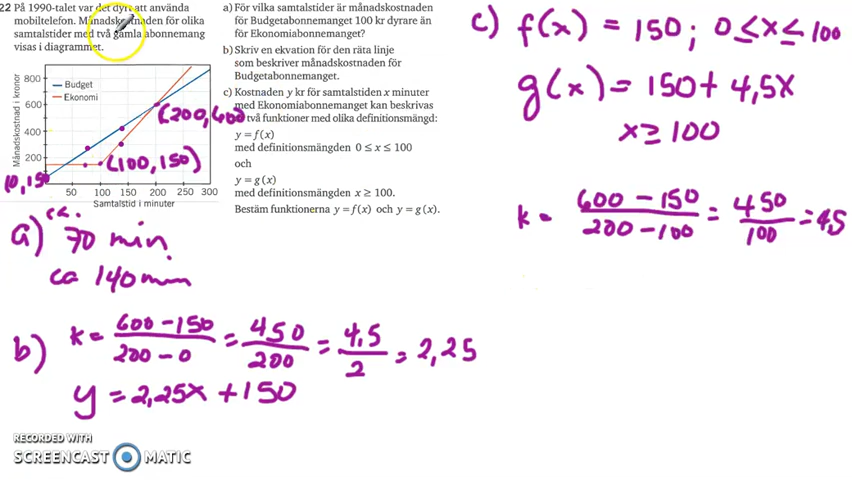 22 På 1990-talet var det dyrt att använda
mobiltelefon. Månadskostnaden för olika
samtalstider med två gamla abonnemang
visas i diagrammet.
Månadskostnad i kronor
800
600
400
200
Budget
Ekonomi
50 100 150 200 250 300
Samtalstid i minuter
(200,600)
(100,150)
a) För vilka samtalstider är månadskostnaden
för Budgetabonnemanget 100 kr dyrare än
för Ekonomiabonnemanget?
b) Skriv en ekvation för den räta linje
som beskriver månadskostnaden för
Budgetabonnemanget.
c) Kostnaden y kr för samtalstiden x minuter
med Ekonomiabonnemanget kan beskrivas
två funktioner med olika definitionsmängd:
y = f(x)
med definitionsmängden 0 ≤ x ≤ 100
och
y = g(x)
med definitionsmängden x ≥ 100.
Bestäm funktionerna y = f(x) och y = g(x).
a) ca. 70 min
ca 140 min
b) k = (600 - 150)/(200 - 0) = 450/200 = 4,5/2 = 2,25
y = 2,25x + 150
c) f(x) = 150; 0 ≤ x ≤ 100
g(x) = 150 + 4,5x
x ≥ 100
k = (600 - 150)/(200 - 100) = 450/100 = 4,5
RECORDED WITH
SCREENCAST MATIC